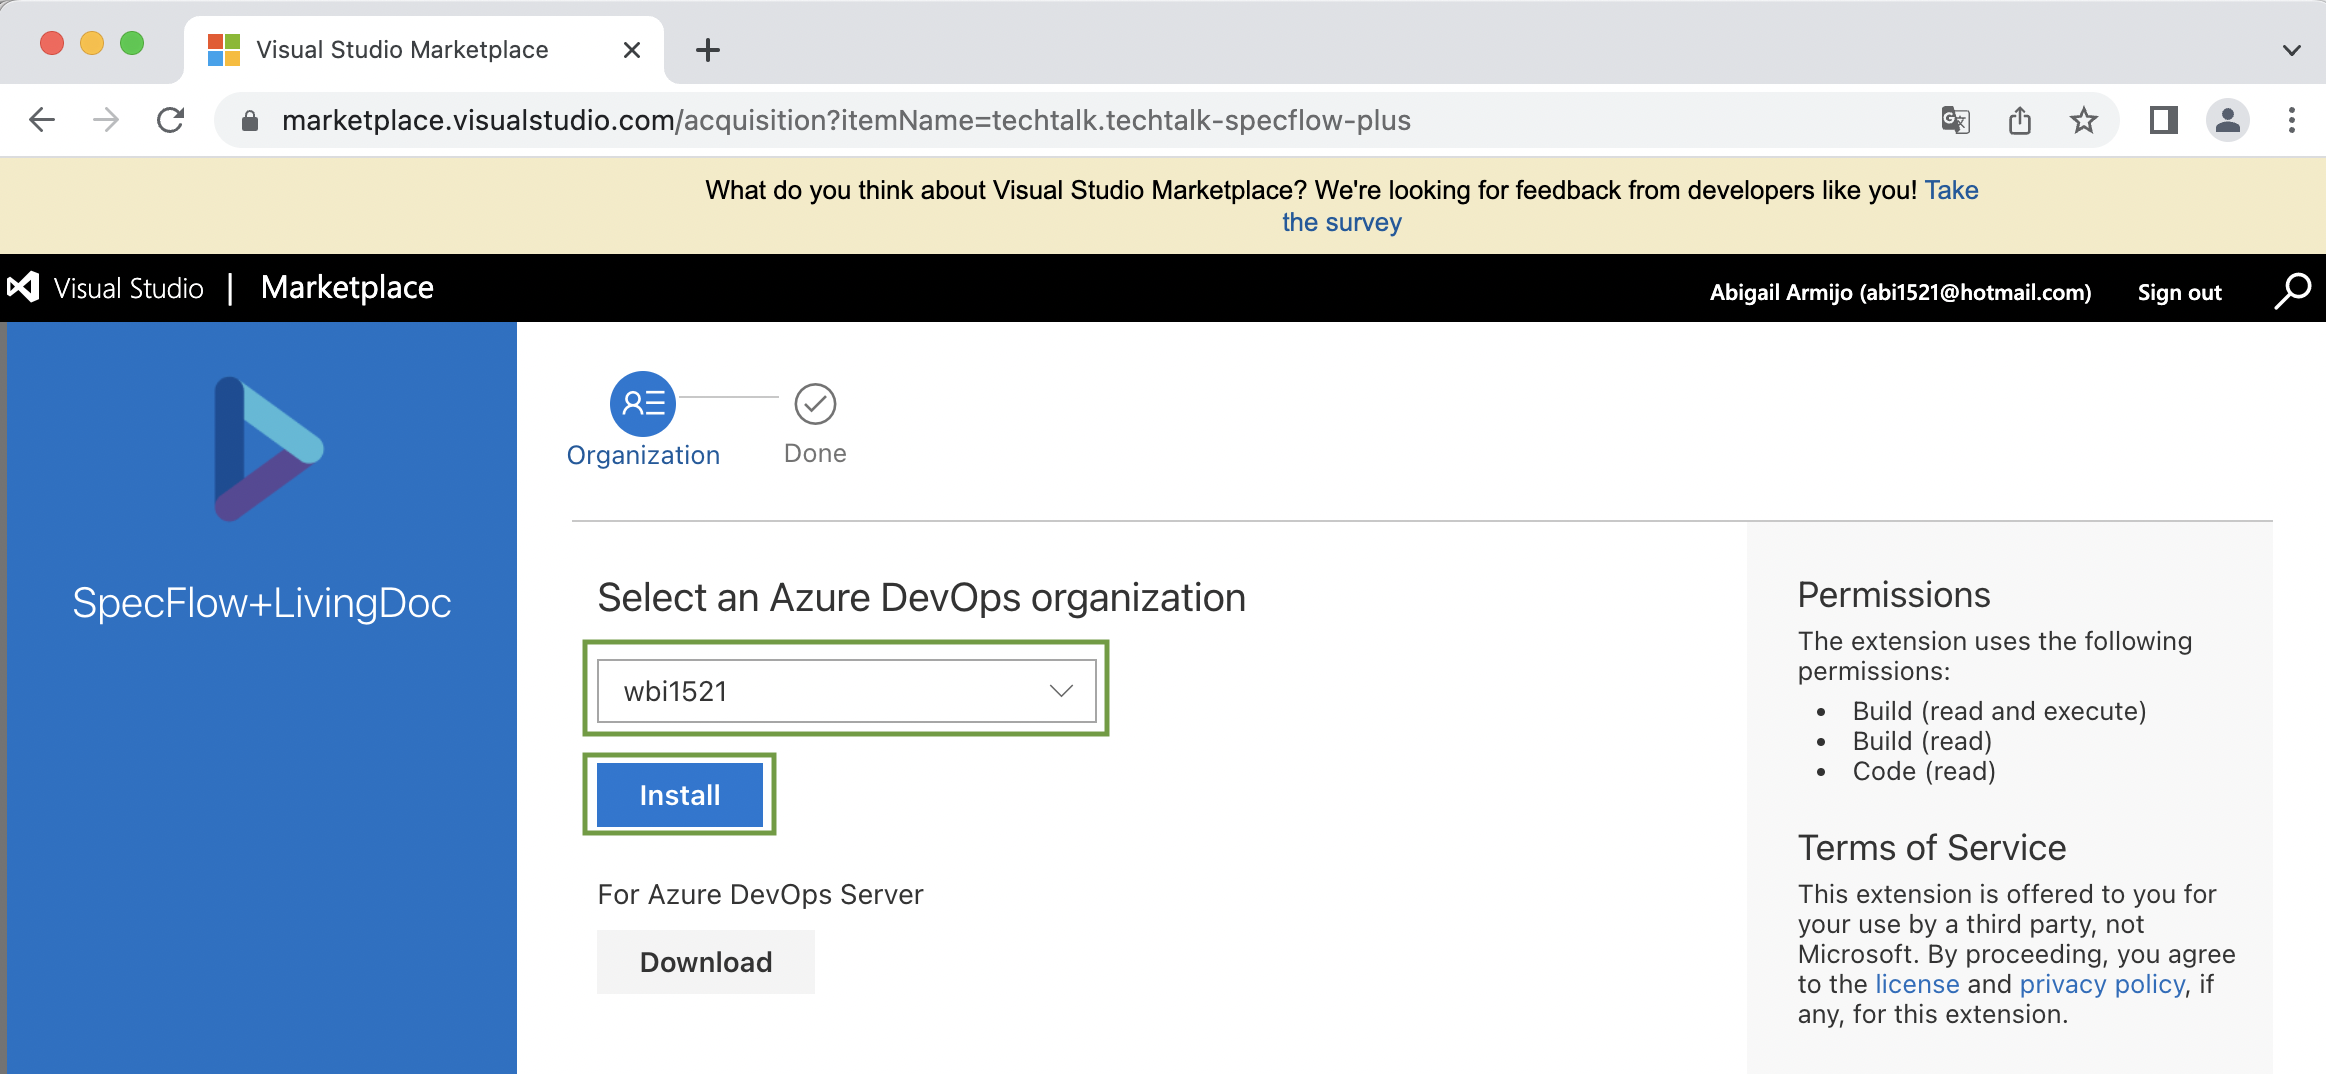 Visual Studio Marketplace
marketplace.visualstudio.com/acquisition?itemName=techtalk.techtalk-specflow-plus
What do you think about Visual Studio Marketplace? We're looking for feedback from developers like you! Take
the survey
Visual Studio | Marketplace
Abigail Armijo (abi1521@hotmail.com)
Sign out
SpecFlow+LivingDoc
Organization
Done
Select an Azure DevOps organization
wbi1521
Install
For Azure DevOps Server
Download
Permissions
The extension uses the following
permissions:
• Build (read and execute)
• Build (read)
• Code (read)
Terms of Service
This extension is offered to you for
your use by a third party, not
Microsoft. By proceeding, you agree
to the license and privacy policy, if
any, for this extension.